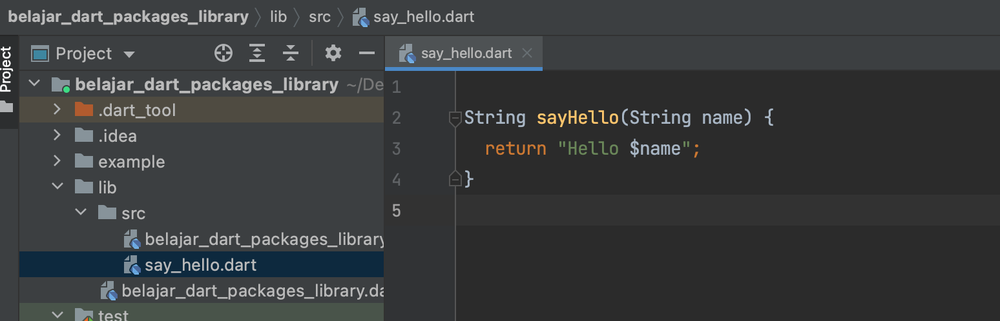 belajar_dart_packages_library lib src say_hello.dart
Project
Project
say_hello.dart
belajar_dart_packages_library ~/De
.dart_tool
.idea
example
lib
src
belajar_dart_packages_library
say_hello.dart
belajar_dart_packages_library.da
test
1
2 String sayHello(String name) {
3 return "Hello $name";
4 }
5